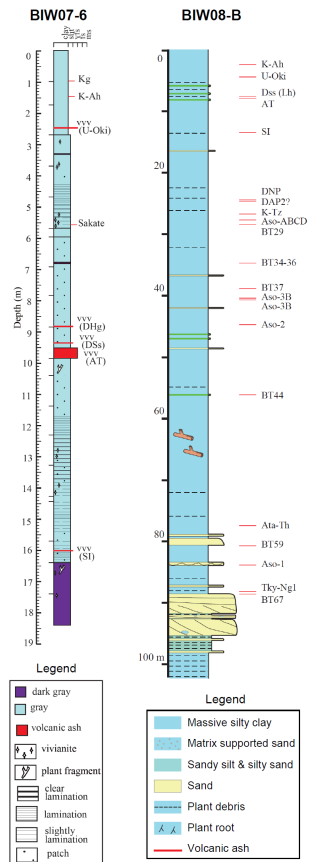 BIW07-6
BIW08-B
clay
silt
vfs
fs
ms
0
1
2
3
4
5
6
7
8
9
10
11
12
13
14
15
16
17
18
19
Depth (m)
Kg
K-Ah
vvv
(U-Oki)
Sakate
vvv
(DHg)
vvv
(DSs)
vvv
(AT)
vvv
(SI)
Legend
dark gray
gray
volcanic ash
vivianite
plant fragment
clear
lamination
lamination
slightly
lamination
patch
0
20
40
60
80
100 m
K-Ah
U-Oki
Dss (Lh)
AT
SI
DNP
DAP2?
K-Tz
Aso-ABCD
BT29
BT34-36
BT37
Aso-3B
Aso-3B
Aso-2
BT44
Ata-Th
BT59
Aso-1
Tky-Ng1
BT67
Legend
Massive silty clay
Matrix supported sand
Sandy silt & silty sand
Sand
Plant debris
Plant root
Volcanic ash